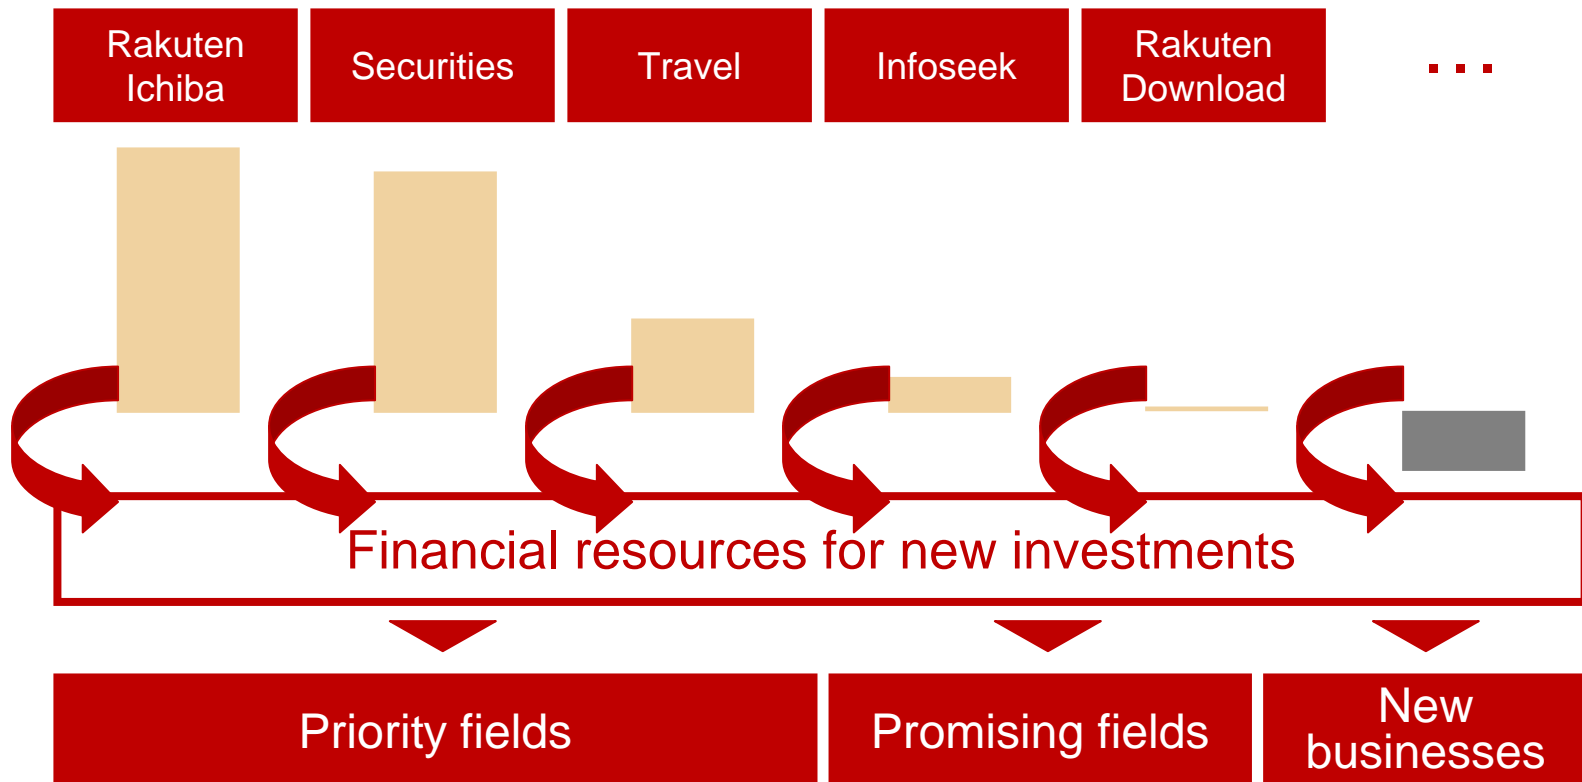 Rakuten
Ichiba
Securities
Travel
Infoseek
Rakuten
Download
...
Financial resources for new investments
Priority fields
Promising fields
New
businesses